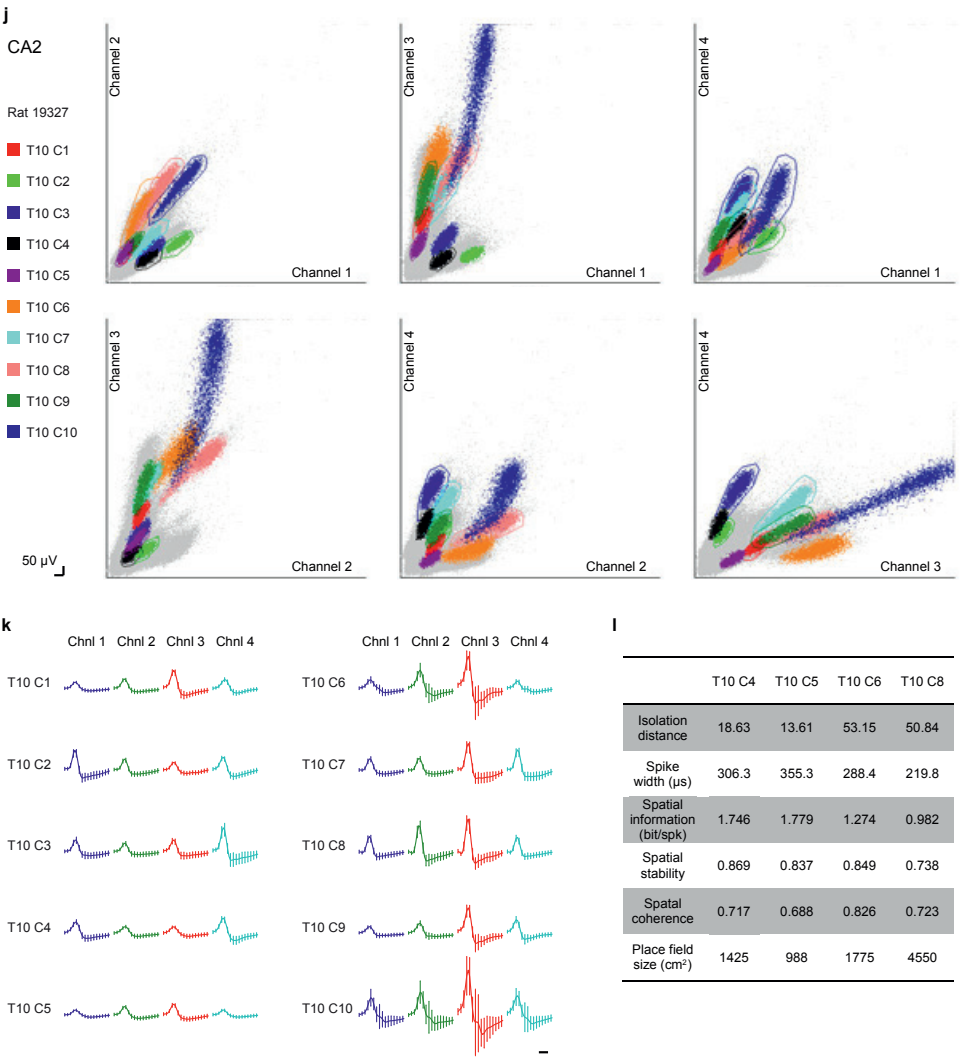 j
CA2
Rat 19327
T10 C1
T10 C2
T10 C3
T10 C4
T10 C5
T10 C6
T10 C7
T10 C8
T10 C9
T10 C10
Channel 2
Channel 1
Channel 3
Channel 1
Channel 4
Channel 1
Channel 3
Channel 2
Channel 4
Channel 2
Channel 4
Channel 3
50 µV
k
Chnl 1 Chnl 2 Chnl 3 Chnl 4
T10 C1
T10 C2
T10 C3
T10 C4
T10 C5
Chnl 1 Chnl 2 Chnl 3 Chnl 4
T10 C6
T10 C7
T10 C8
T10 C9
T10 C10
l
T10 C4 T10 C5 T10 C6 T10 C8
Isolation
distance
18.63 13.61 53.15 50.84
Spike
width (µs)
306.3 355.3 288.4 219.8
Spatial
information
(bit/spk)
1.746 1.779 1.274 0.982
Spatial
stability
0.869 0.837 0.849 0.738
Spatal
coherence
0.717 0.688 0.826 0.723
Place field
size (cm²)
1425 988 1775 4550